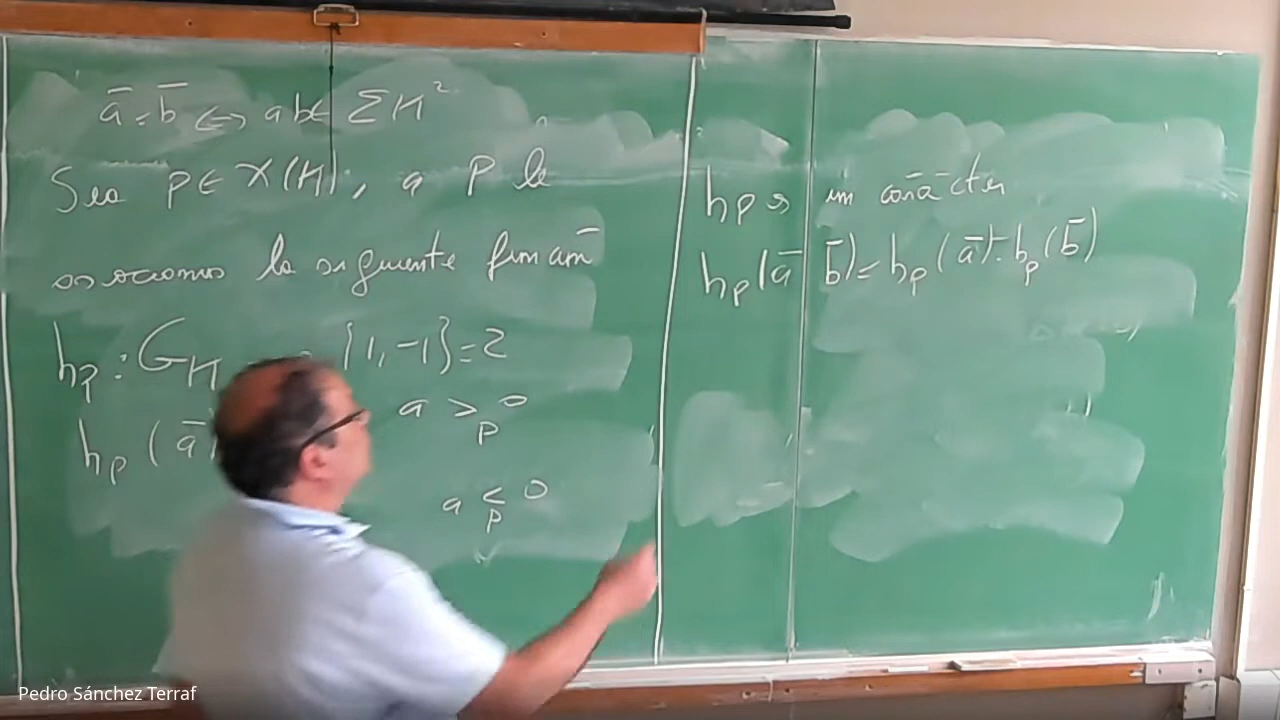 ā = b̄ ⟷ ab ∈ ΣK²
Sea p ∈ X(K), a P le
asociamos la siguiente función
h_P : G_K {1, -1} = 2
h_P (ā) a >_P 0
a <_P 0
h_P es un carácter
h_P(ā b̄) = h_P(ā) · h_P(b̄)
Pedro Sánchez Terraf